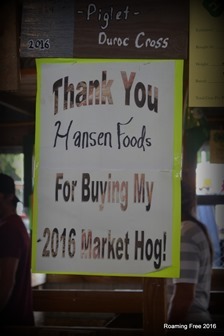 - Piglet -
Duroc Cross
2016
Thank You
Hansen Foods
For Buying My
2016 Market Hog!
Roaming Free 2016